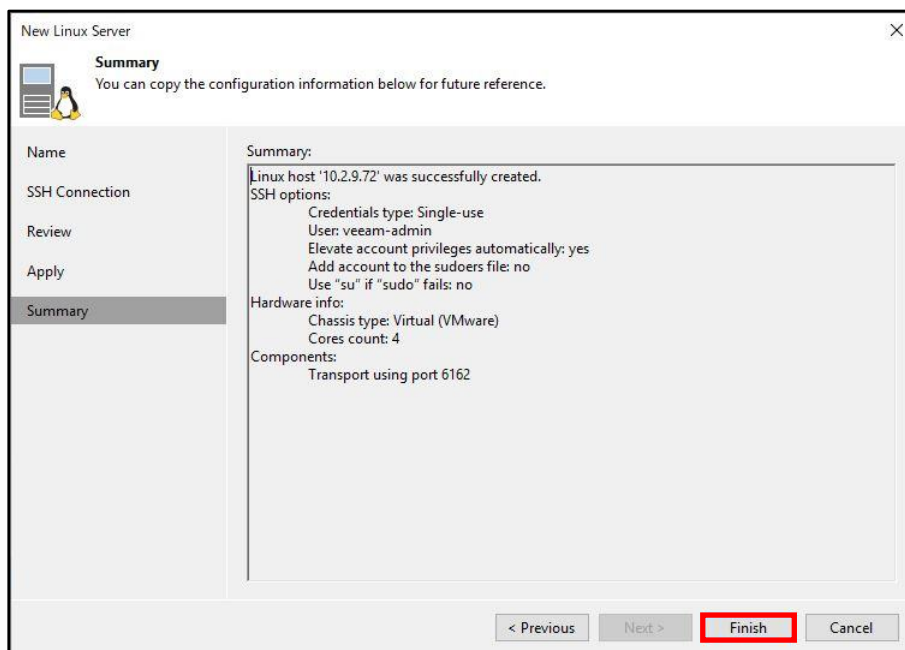 New Linux Server
Summary
You can copy the configuration information below for future reference.
Name
SSH Connection
Review
Apply
Summary
Summary:
Linux host '10.2.9.72' was successfully created.
SSH options:
Credentials type: Single-use
User: veeam-admin
Elevate account privileges automatically: yes
Add account to the sudoers file: no
Use "su" if "sudo" fails: no
Hardware info:
Chassis type: Virtual (VMware)
Cores count: 4
Components:
Transport using port 6162
< Previous
Next >
Finish
Cancel